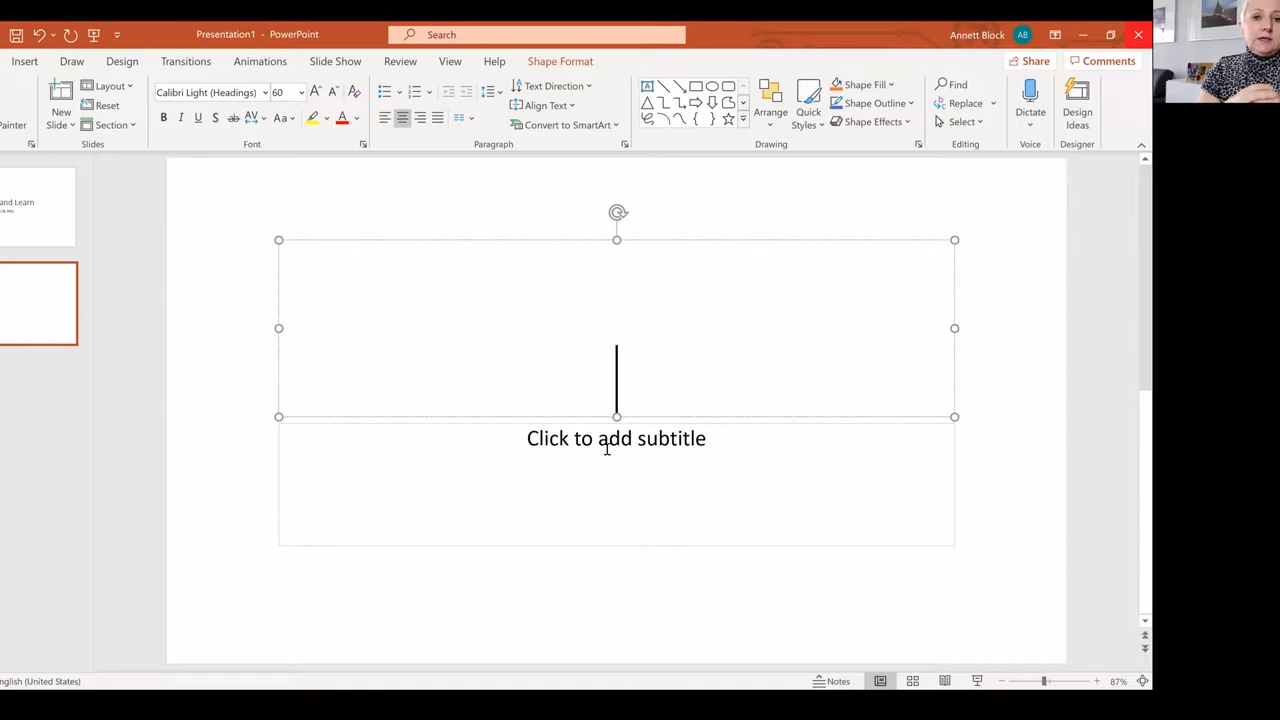 Presentation1 - PowerPoint
Search
Annett Block
AB
Insert
Draw
Design
Transitions
Animations
Slide Show
Review
View
Help
Shape Format
Share
Comments
Painter
New
Slide
Layout
Reset
Section
Slides
Calibri Light (Headings)
60
B I U S ab AV Aa A
Font
Text Direction
Align Text
Convert to SmartArt
Paragraph
Arrange
Quick
Styles
Shape Fill
Shape Outline
Shape Effects
Drawing
Find
Replace
Select
Editing
Dictate
Voice
Design
Ideas
Designer
and Learn
Click to add subtitle
nglish (United States)
Notes
87%